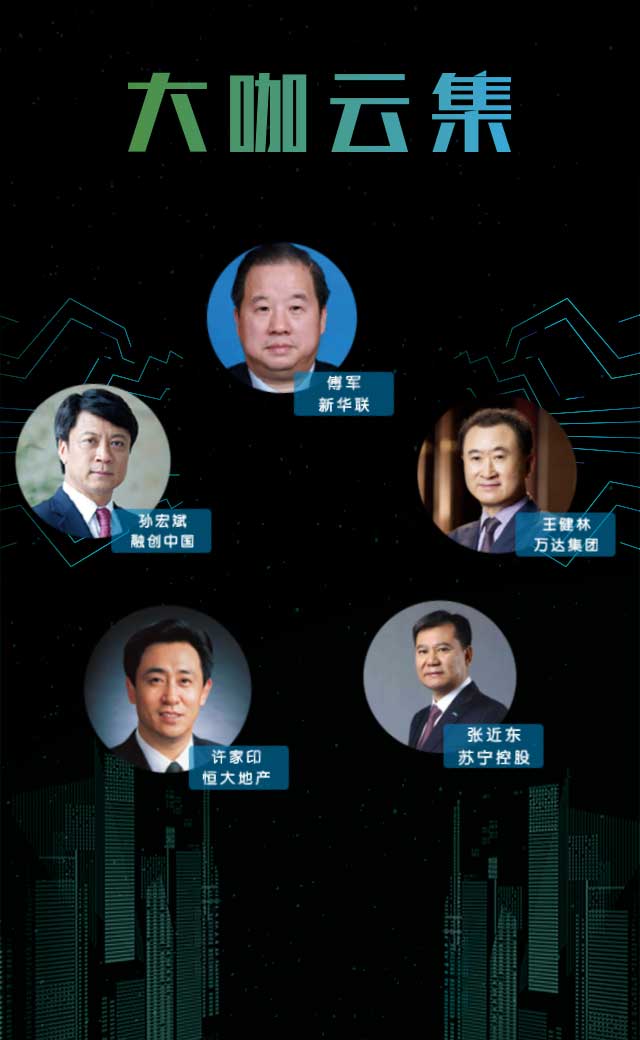 大咖云集
傅军
新华联
孙宏斌
融创中国
王健林
万达集团
许家印
恒大地产
张近东
苏宁控股